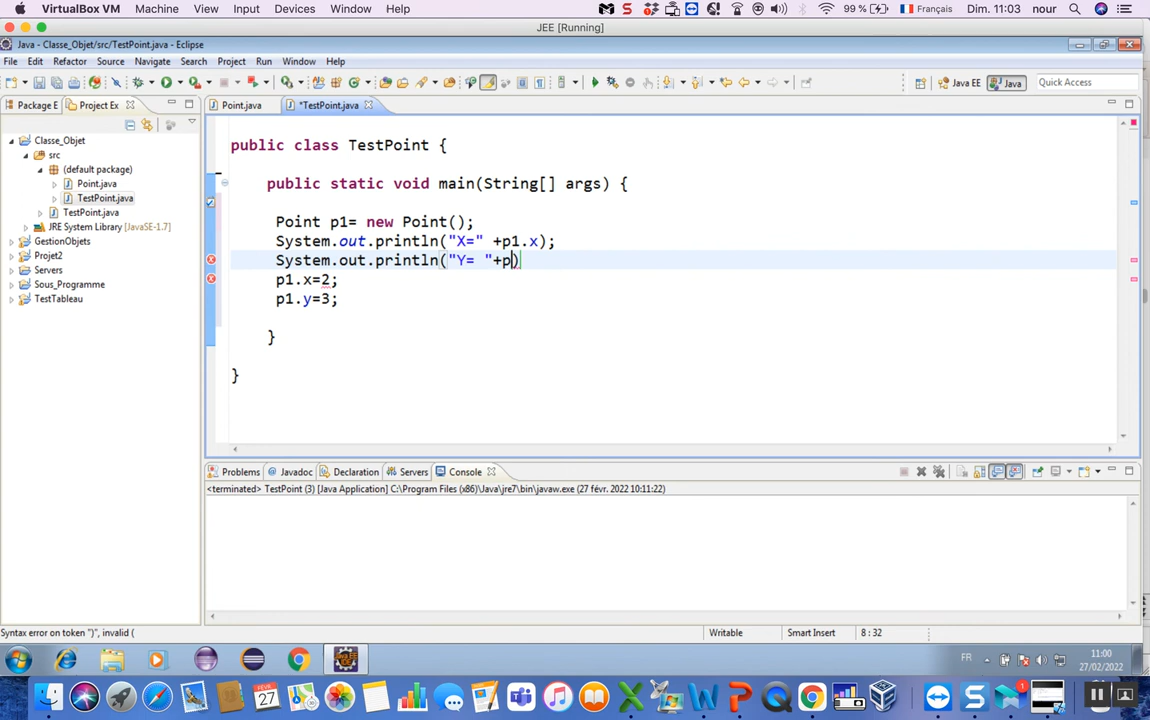 VirtualBox VM Machine View Input Devices Window Help
99 % Français Dim. 11:03 nour
JEE [Running]
Java - Classe_Objet/src/TestPoint.java - Eclipse
File Edit Refactor Source Navigate Search Project Run Window Help
Java EE Java Quick Access
Package E Project Ex Point.java *TestPoint.java
Classe_Objet
src
(default package)
Point.java
TestPoint.java
TestPoint.java
JRE System Library [JavaSE-1.7]
GestionObjets
Projet2
Servers
Sous_Programme
TestTableau
public class TestPoint {
public static void main(String[] args) {
Point p1= new Point();
System.out.println("X=" +p1.x);
System.out.println("Y= "+p)
p1.x=2;
p1.y=3;
}
}
Problems Javadoc Declaration Servers Console
<terminated> TestPoint (3) [Java Application] C:\Program Files (x86)\Java\jre7\bin\javaw.exe (27 févr. 2022 10:11:22)
Syntax error on token ")", invalid (
Writable Smart Insert 8 : 32
FR 11:00
27/02/2022